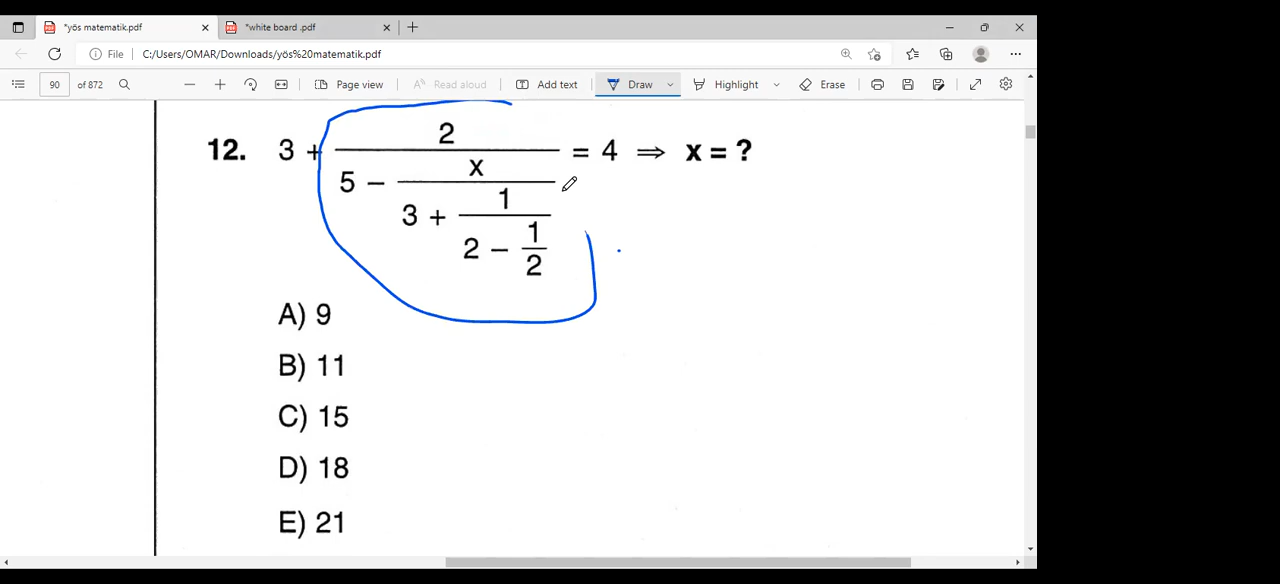 *yös matematik.pdf
*white board .pdf
File
C:/Users/OMAR/Downloads/yös%20matematik.pdf
90 of 872
Page view
Read aloud
Add text
Draw
Highlight
Erase
12. 3 + 2 / (5 − x / (3 + 1 / (2 − 1/2))) = 4 ⇒ x = ?
A) 9
B) 11
C) 15
D) 18
E) 21